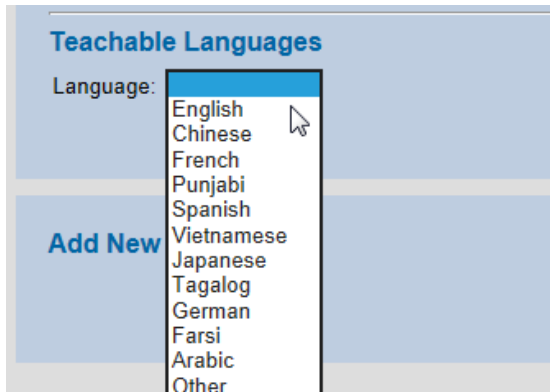 Teachable Languages
Language:
English
Chinese
French
Punjabi
Spanish
Vietnamese
Add New
Japanese
Tagalog
German
Farsi
Arabic
Other